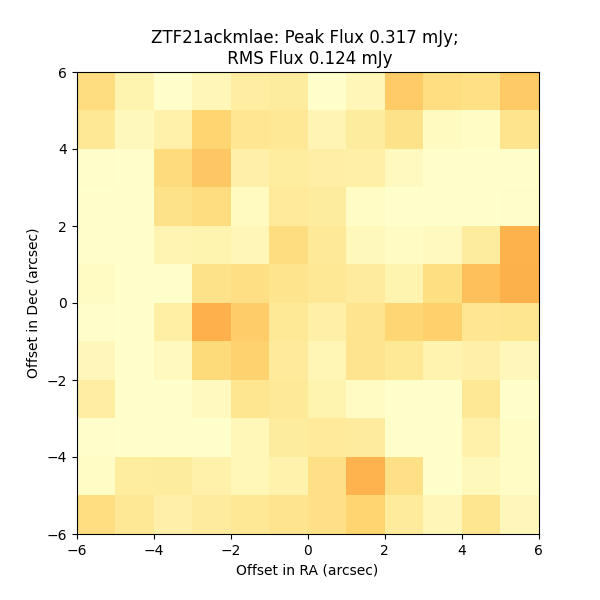 ZTF21ackmlae: Peak Flux 0.317 mJy;
RMS Flux 0.124 mJy
6
4
2
0
−2
−4
−6
Offset in Dec (arcsec)
−6 −4 −2 0 2 4 6
Offset in RA (arcsec)